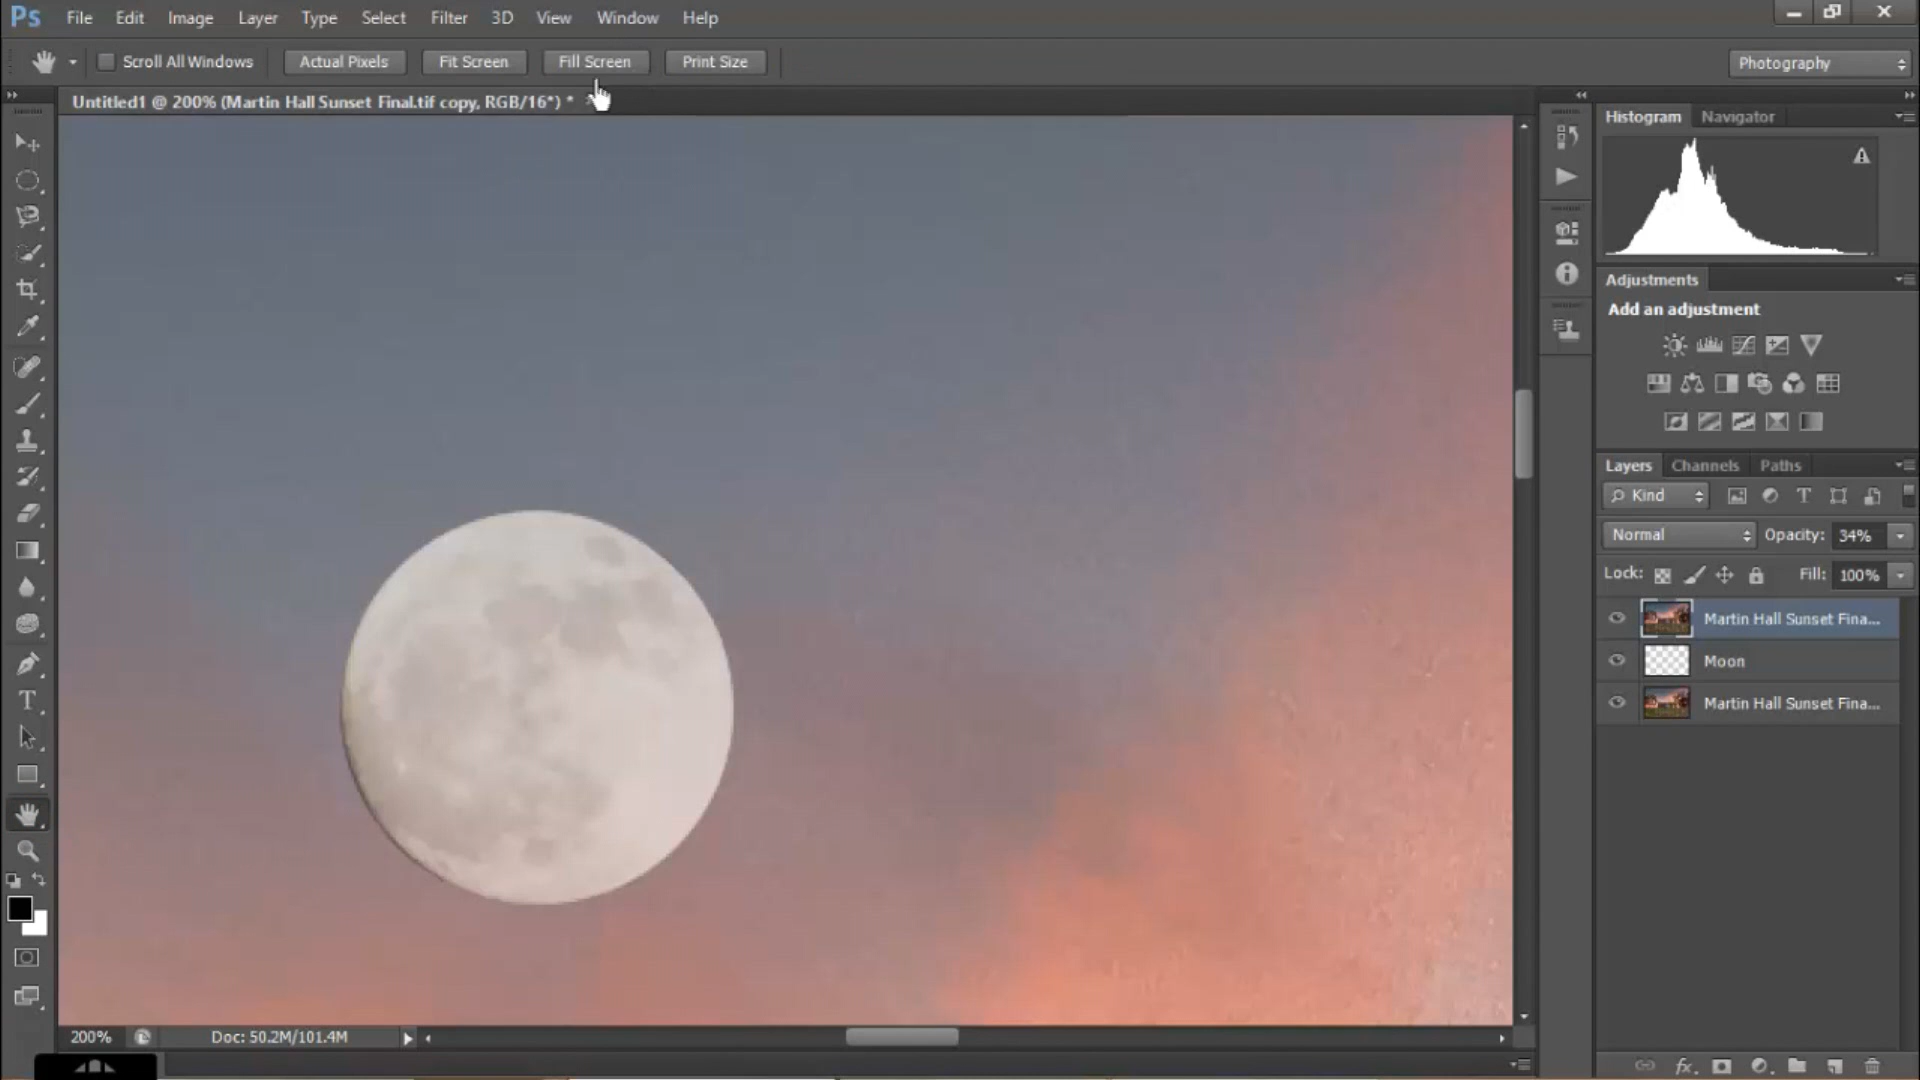 Ps File Edit Image Layer Type Select Filter 3D View Window Help
Scroll All Windows Actual Pixels Fit Screen Fill Screen Print Size Photography
Untitled1 @ 200% (Martin Hall Sunset Final.tif copy, RGB/16*) *
Histogram Navigator
Adjustments
Add an adjustment
Layers Channels Paths
Kind T
Normal Opacity: 34%
Lock: Fill: 100%
Martin Hall Sunset Fina...
Moon
Martin Hall Sunset Fina...
T
200% Doc: 50.2M/101.4M
fx